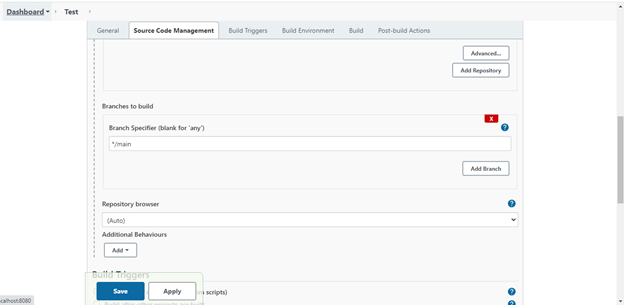 Dashboard Test
General Source Code Management Build Triggers Build Environment Build Post-build Actions
Advanced...
Add Repository
Branches to build
X
Branch Specifier (blank for 'any') ?
*/main
Add Branch
Repository browser ?
(Auto)
Additional Behaviours
Add
Build
scripts) ?
Save Apply
calhost:8080